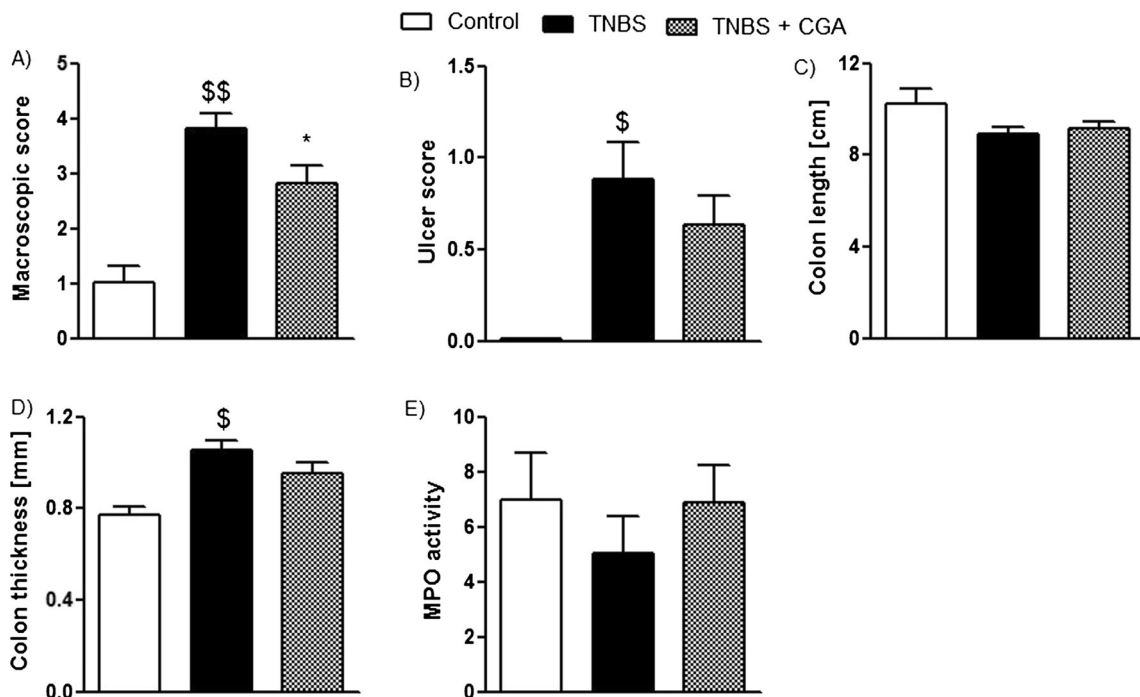 Control TNBS TNBS + CGA
A)
Macroscopic score
5
4
3
2
1
0
$$
*
B)
Ulcer score
1.5
1.0
0.5
0.0
$
C)
Colon length [cm]
12
8
4
0
D)
Colon thickness [mm]
1.2
0.8
0.4
0.0
$
E)
MPO activity
10
8
6
4
2
0